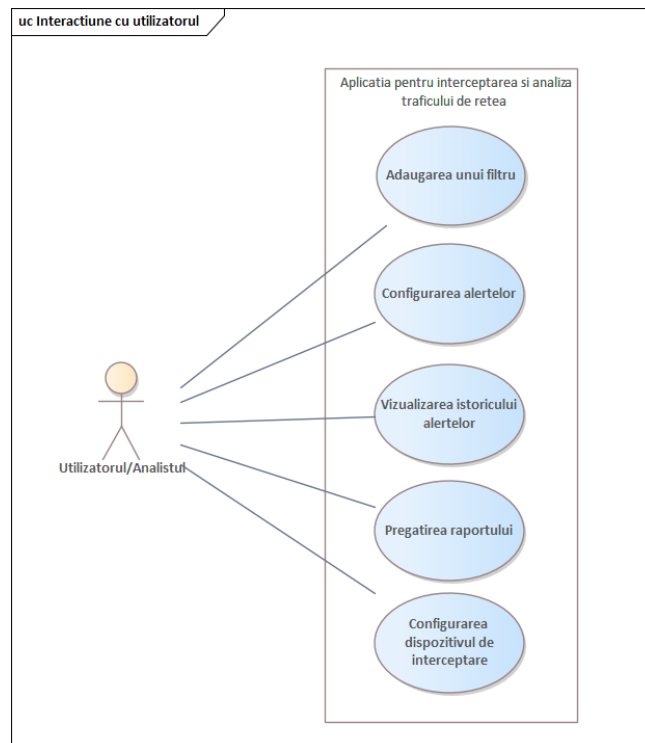 uc Interactiune cu utilizatorul
Aplicatia pentru interceptarea si analiza
traficului de retea
Adaugarea unui filtru
Configurarea alertelor
Vizualizarea istoricului
alertelor
Utilizatorul/Analistul
Pregatirea raportului
Configurarea
dispozitivul de
interceptare